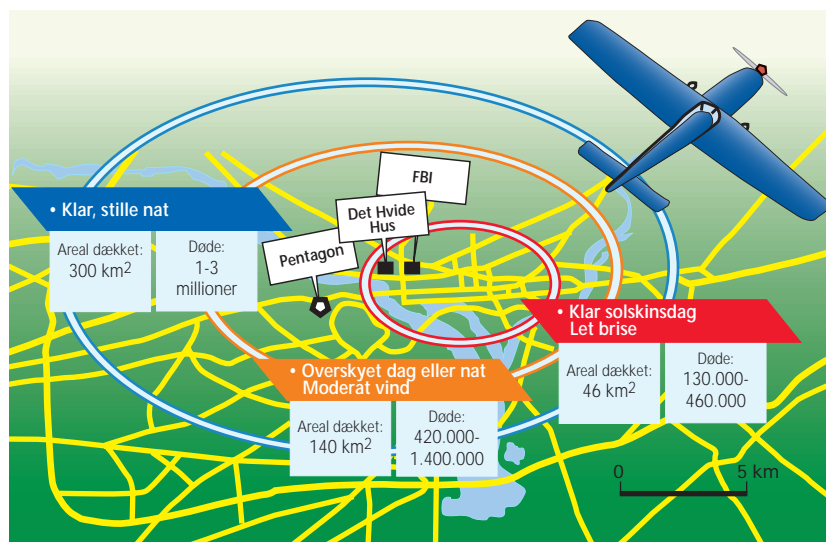 FBI
Det Hvide
Hus
Pentagon
• Klar, stille nat
Areal dækket:
300 km²
Døde:
1-3
millioner
• Klar solskinsdag
Let brise
Areal dækket:
46 km²
Døde:
130.000-
460.000
• Overskyet dag eller nat
Moderat vind
Areal dækket:
140 km²
Døde:
420.000-
1.400.000
0 5 km